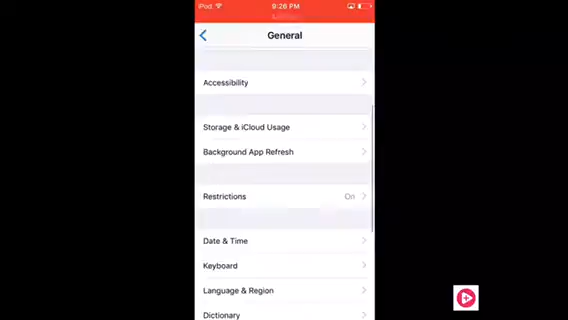 iPod
9:26 PM
General
Accessibility
Storage & iCloud Usage
Background App Refresh
Restrictions On
Date & Time
Keyboard
Language & Region
Dictionary